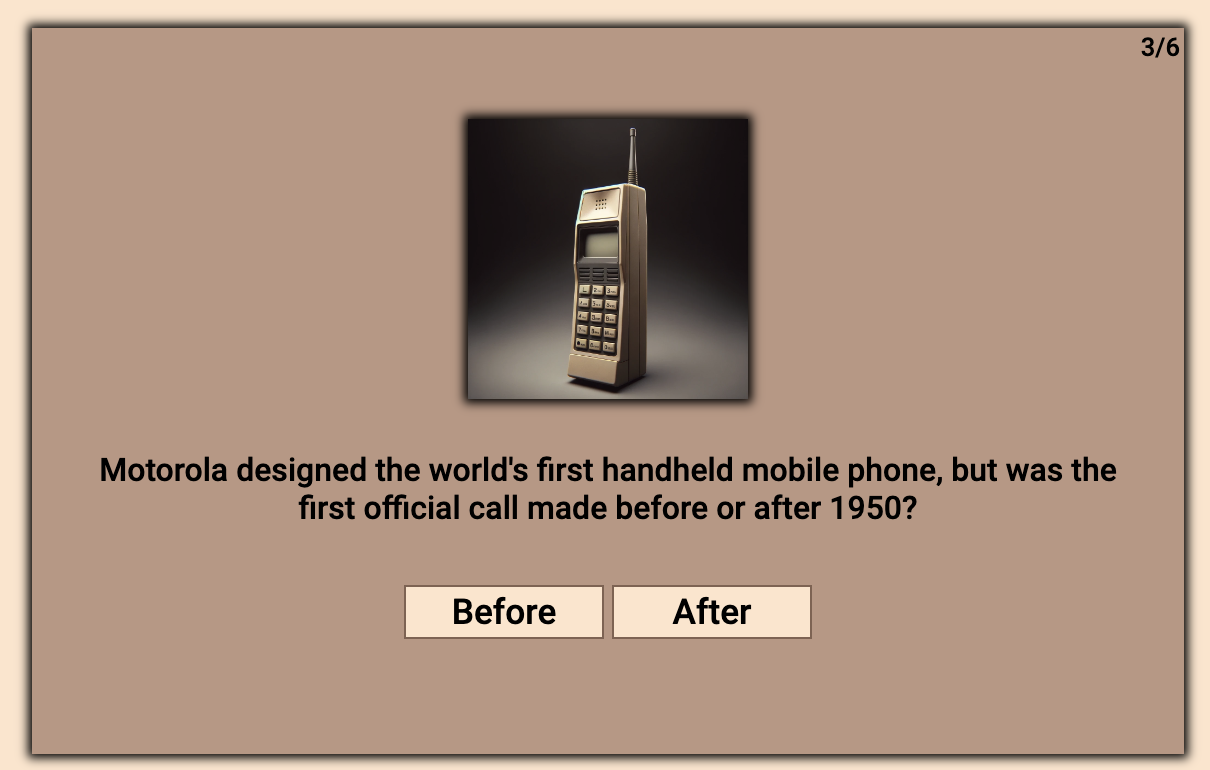 3/6
Motorola designed the world's first handheld mobile phone, but was the
first official call made before or after 1950?
Before
After